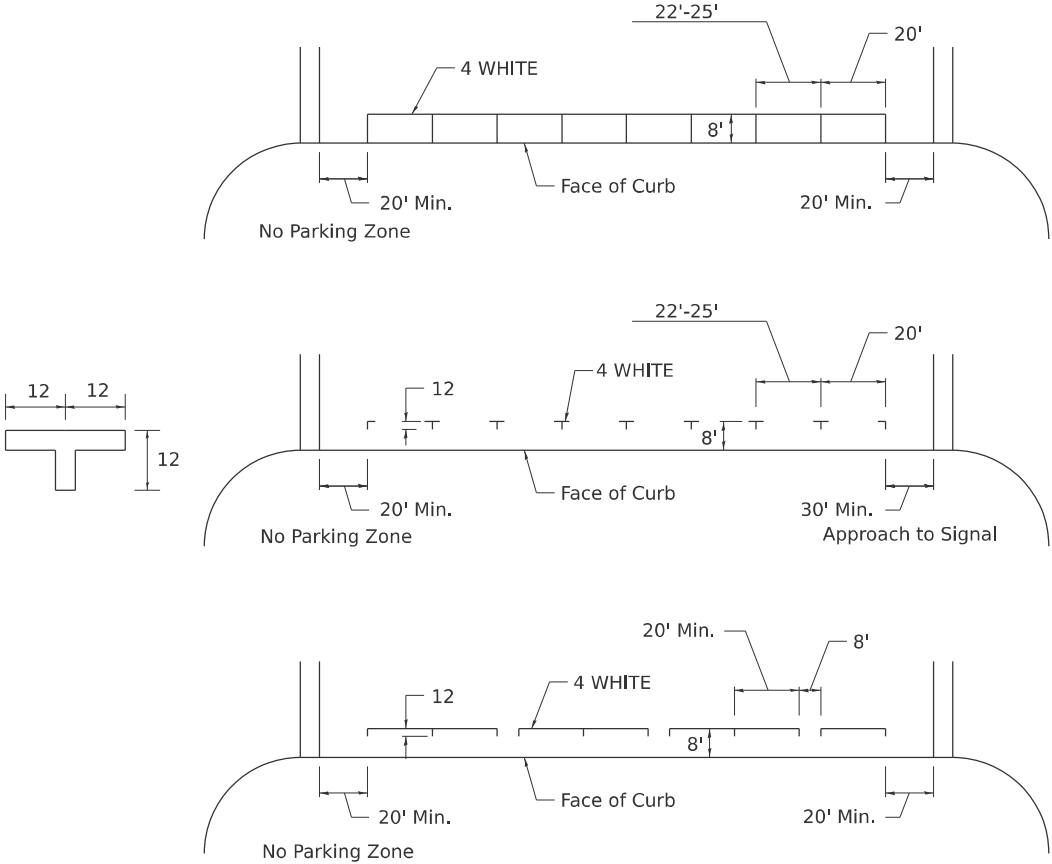 22'-25'
20'
4 WHITE
8'
Face of Curb
20' Min.
20' Min.
No Parking Zone
22'-25'
20'
12
4 WHITE
12 12
8'
12
Face of Curb
20' Min.
30' Min.
No Parking Zone
Approach to Signal
20' Min.
8'
4 WHITE
12
8'
Face of Curb
20' Min.
20' Min.
No Parking Zone